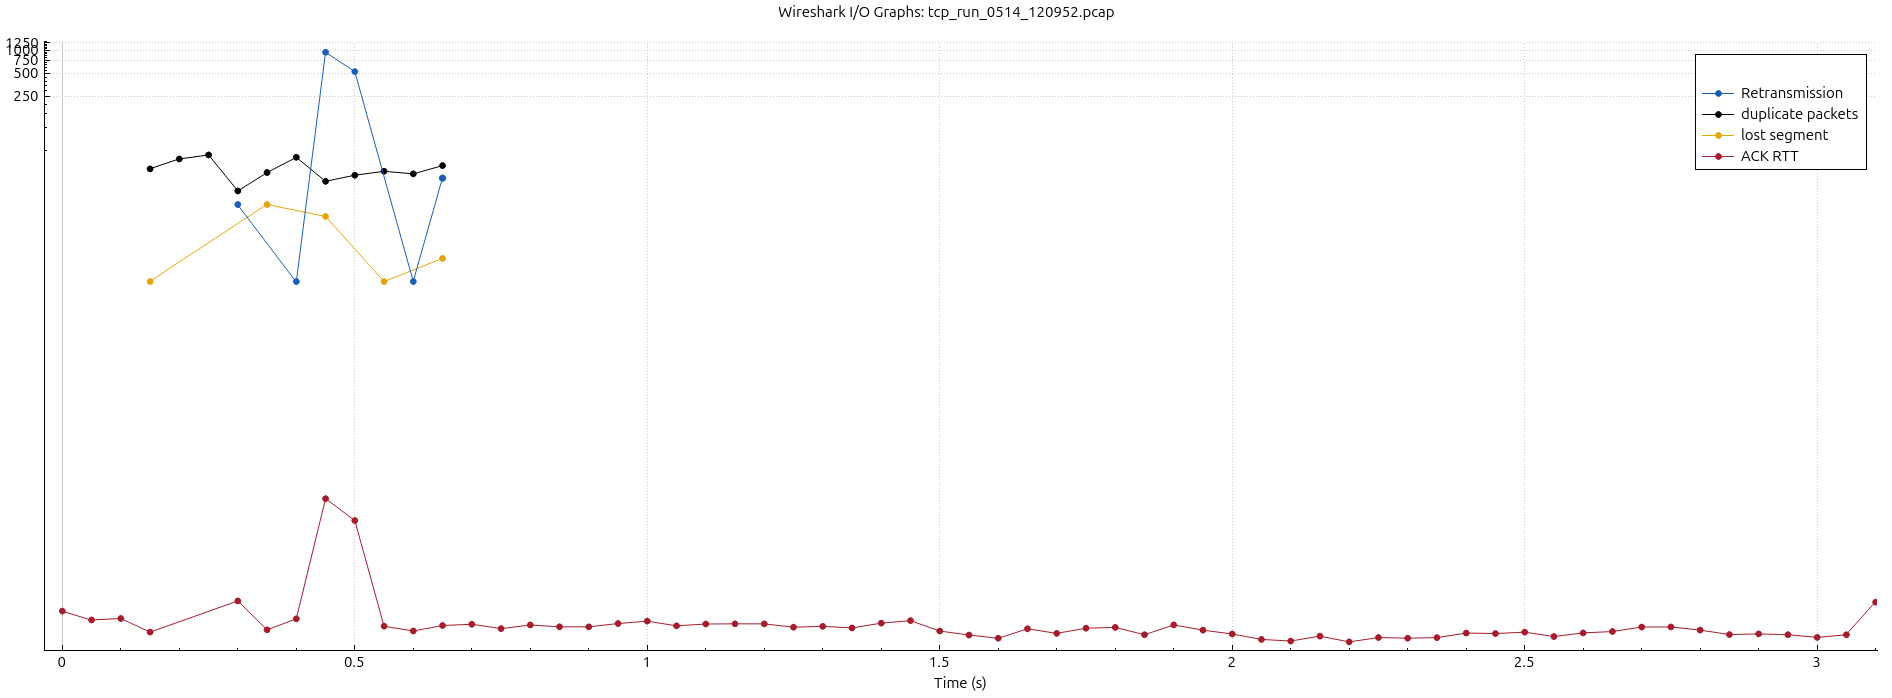 Wireshark I/O Graphs: tcp_run_0514_120952.pcap
1250
1000
750
500
250
Retransmission
duplicate packets
lost segment
ACK RTT
0 0.5 1 1.5 2 2.5 3
Time (s)